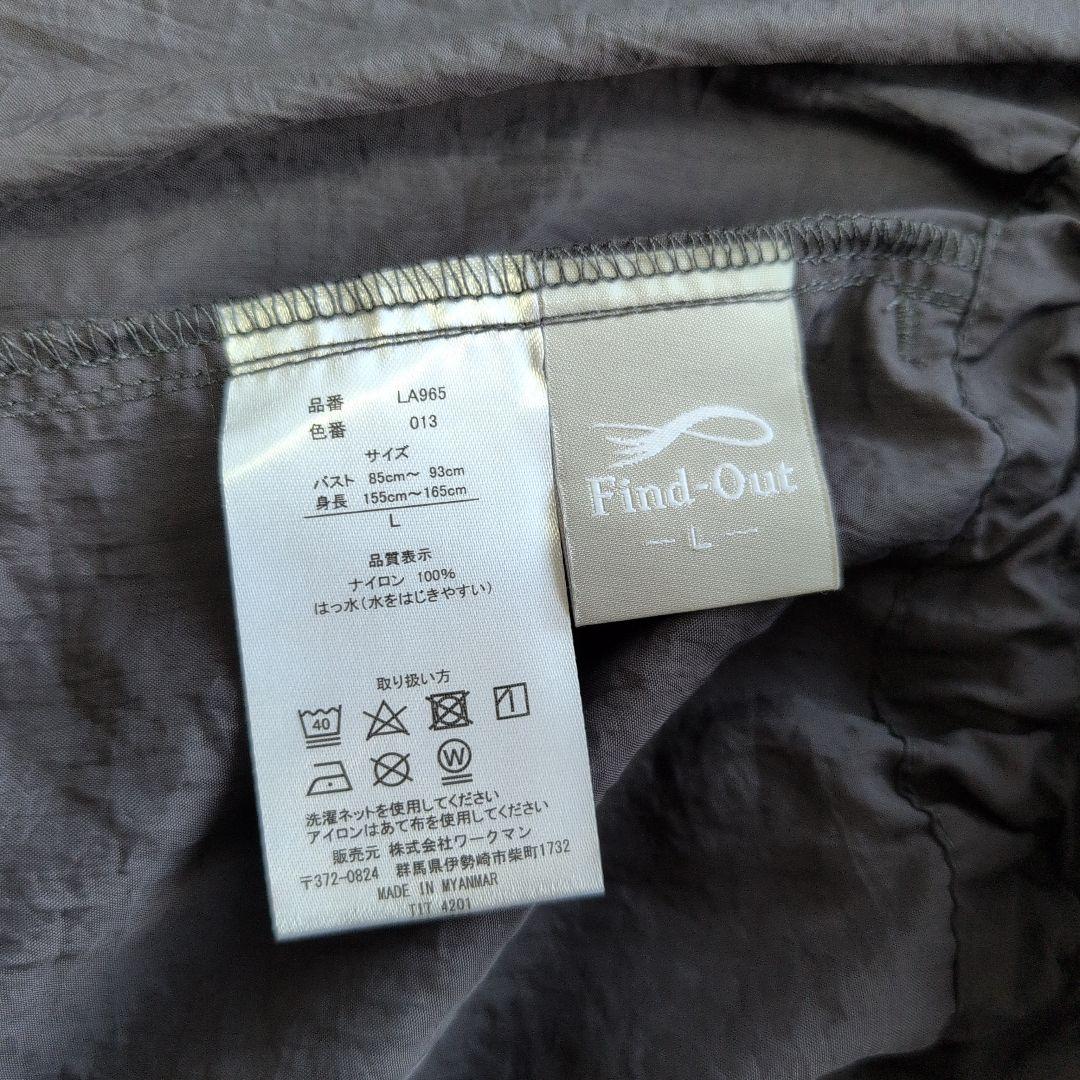 品番 LA965
色番 013
サイズ
バスト 85cm～ 93cm
身長 155cm～165cm
L
品質表示
ナイロン 100%
はっ水(水をはじきやすい)
取り扱い方
40
W
洗濯ネットを使用してください
アイロンはあて布を使用してください
販売元 株式会社ワークマン
〒372-0824 群馬県伊勢崎市柴町1732
MADE IN MYANMAR
TIT 4201
Find-Out
— L —